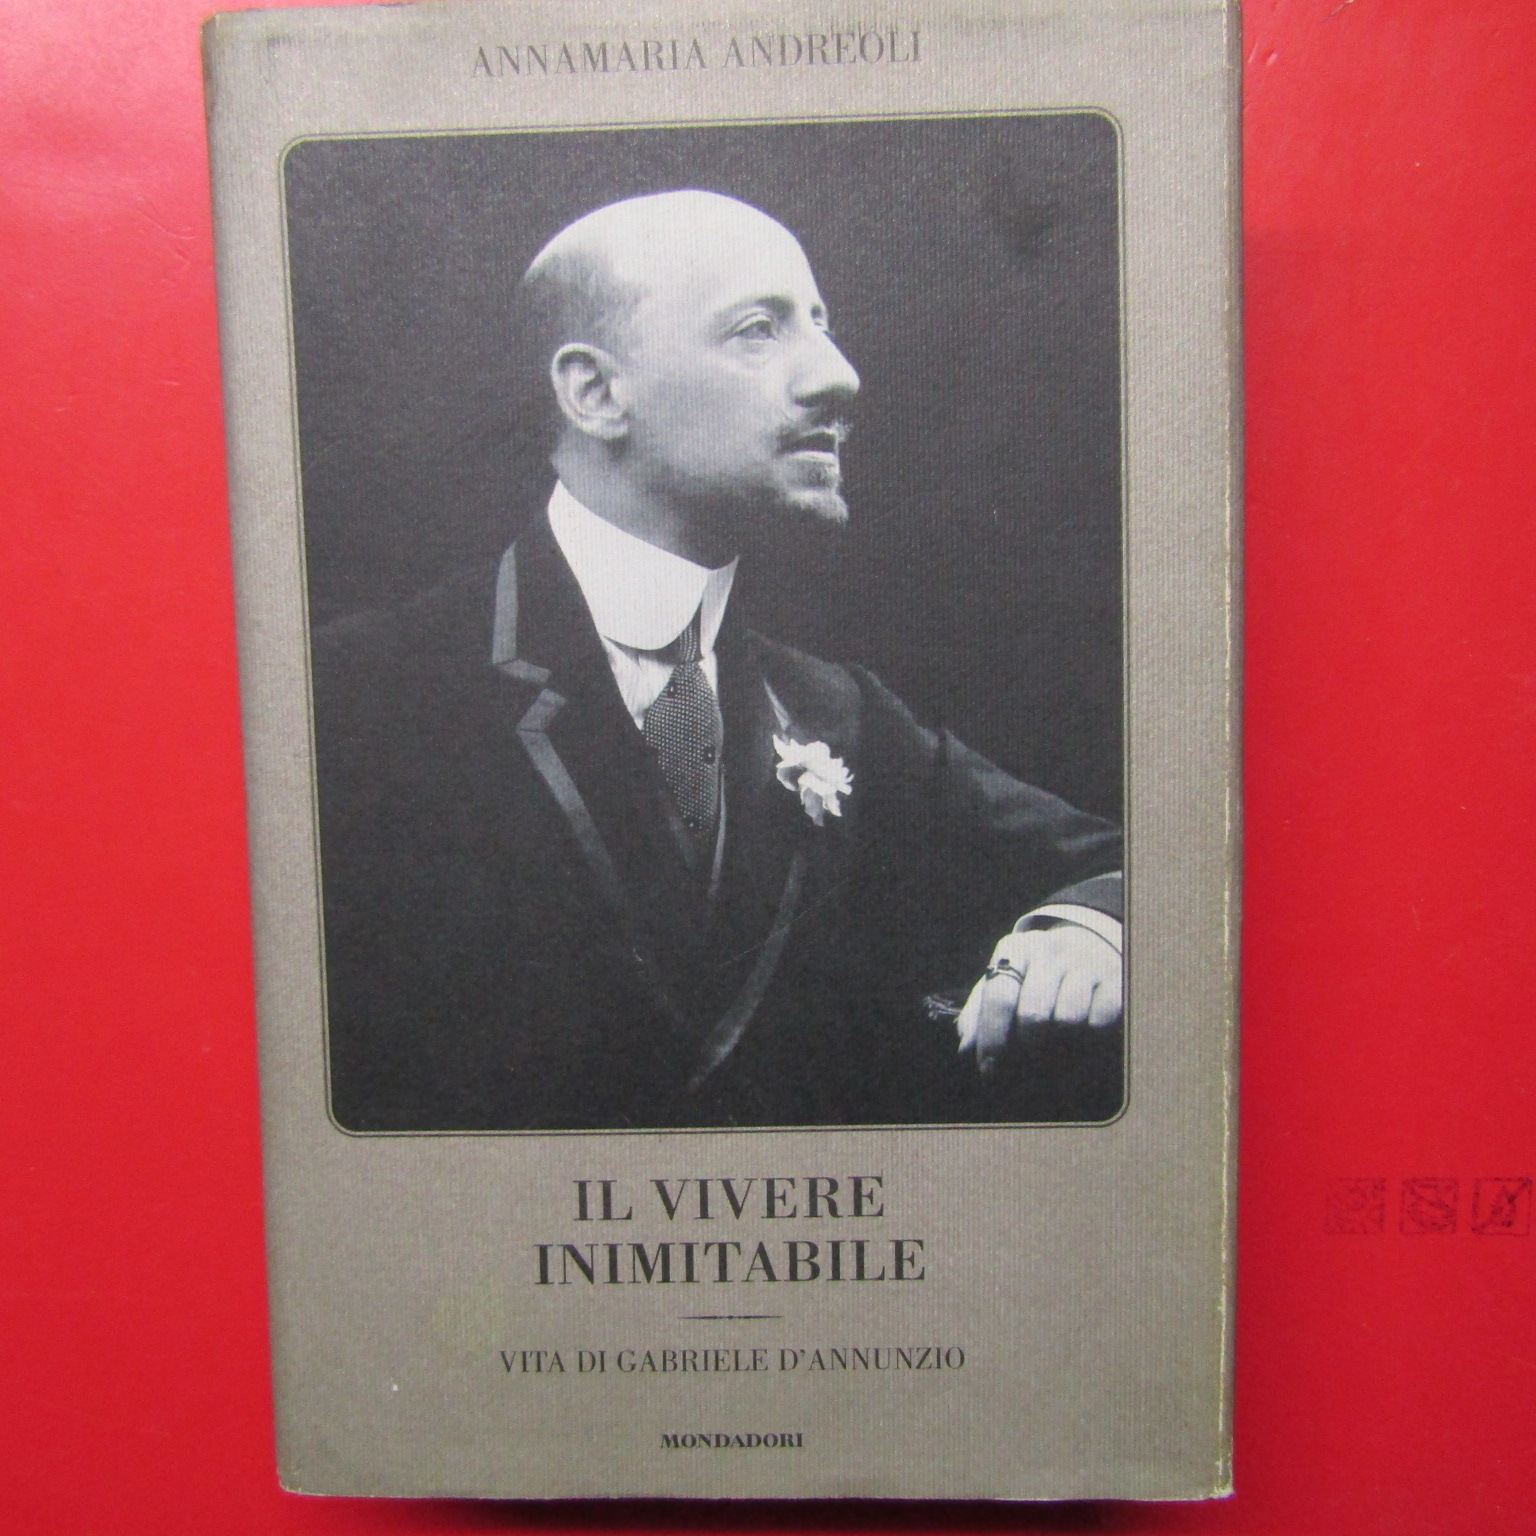 ANNAMARIA ANDREOLI
IL VIVERE
INIMITABILE
VITA DI GABRIELE D'ANNUNZIO
MONDADORI